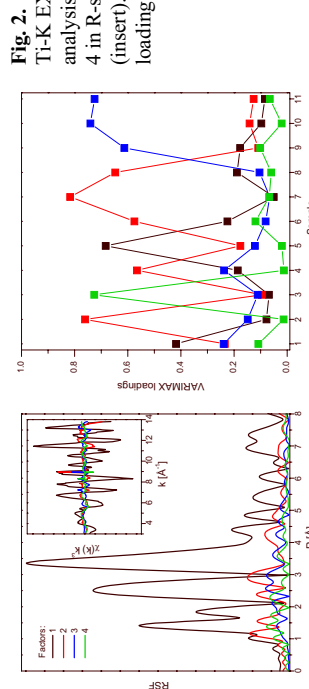 Fig. 2.
Ti-K EX
analysis
4 in R-s
(insert).
loading
RSF
Factors:
1
2
3
4
χ(k) k³
4 6 8 10 12 14
k [Å⁻¹]
0 1 2 3 4 5 6 7 8
R [Å]
VARIMAX loadings
1.0
0.8
0.6
0.4
0.2
0.0
1 2 3 4 5 6 7 8 9 10 11